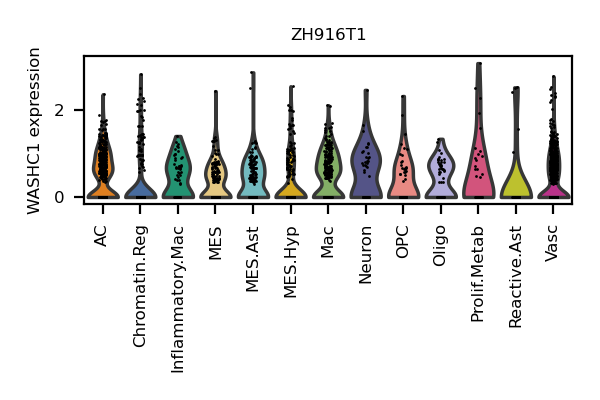 ZH916T1
WASHC1 expression
2
0
AC
Chromatin.Reg
Inflammatory.Mac
MES
MES.Ast
MES.Hyp
Mac
Neuron
OPC
Oligo
Prolif.Metab
Reactive.Ast
Vasc